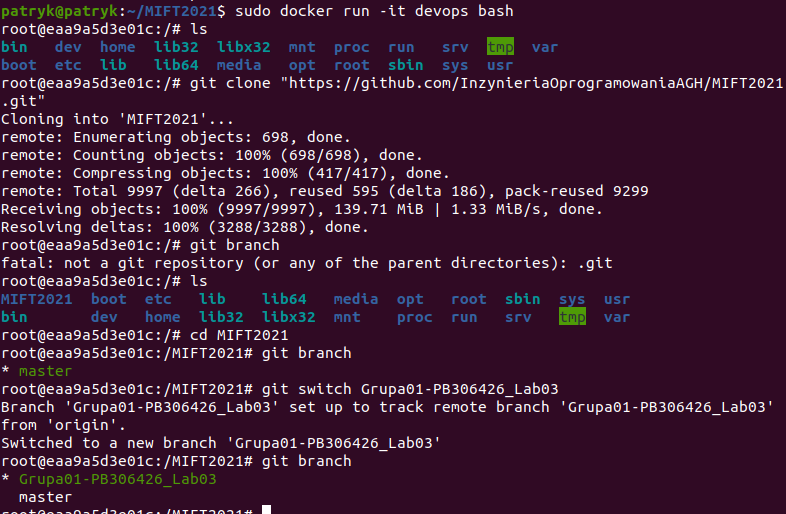 patryk@patryk:~/MIFT2021$ sudo docker run -it devops bash
root@eaa9a5d3e01c:/# ls
bin dev home lib32 libx32 mnt proc run srv tmp var
boot etc lib lib64 media opt root sbin sys usr
root@eaa9a5d3e01c:/# git clone "https://github.com/InzynieriaOprogramowaniaAGH/MIFT2021
.git"
Cloning into 'MIFT2021'...
remote: Enumerating objects: 698, done.
remote: Counting objects: 100% (698/698), done.
remote: Compressing objects: 100% (417/417), done.
remote: Total 9997 (delta 266), reused 595 (delta 186), pack-reused 9299
Receiving objects: 100% (9997/9997), 139.71 MiB | 1.33 MiB/s, done.
Resolving deltas: 100% (3288/3288), done.
root@eaa9a5d3e01c:/# git branch
fatal: not a git repository (or any of the parent directories): .git
root@eaa9a5d3e01c:/# ls
MIFT2021 boot etc lib lib64 media opt root sbin sys usr
bin dev home lib32 libx32 mnt proc run srv tmp var
root@eaa9a5d3e01c:/# cd MIFT2021
root@eaa9a5d3e01c:/MIFT2021# git branch
* master
root@eaa9a5d3e01c:/MIFT2021# git switch Grupa01-PB306426_Lab03
Branch 'Grupa01-PB306426_Lab03' set up to track remote branch 'Grupa01-PB306426_Lab03'
from 'origin'.
Switched to a new branch 'Grupa01-PB306426_Lab03'
root@eaa9a5d3e01c:/MIFT2021# git branch
* Grupa01-PB306426_Lab03
master
root@eaa9a5d3e01c:/MIFT2021#